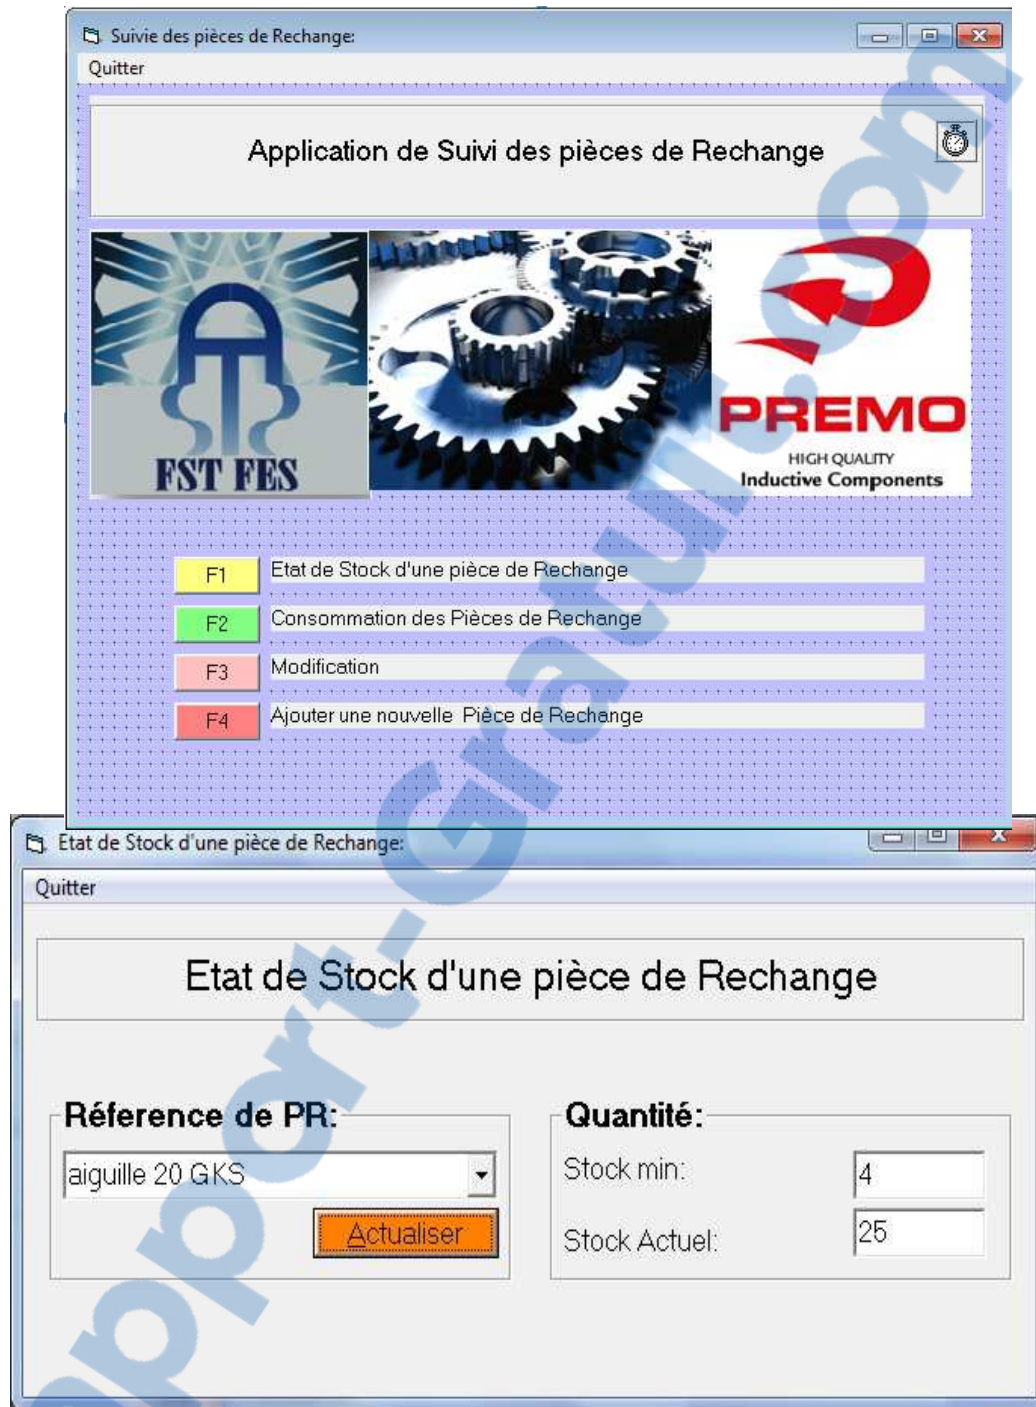 Suivie des pièces de Rechange:
Quitter
Application de Suivi des pièces de Rechange
FST FES
PREMO
HIGH QUALITY
Inductive Components
F1 Etat de Stock d'une pièce de Rechange
F2 Consommation des Pièces de Rechange
F3 Modification
F4 Ajouter une nouvelle Pièce de Rechange
Etat de Stock d'une pièce de Rechange:
Quitter
Etat de Stock d'une pièce de Rechange
Réference de PR:
aiguille 20 GKS
Actualiser
Quantité:
Stock min: 4
Stock Actuel: 25
apport-Gratuit.com